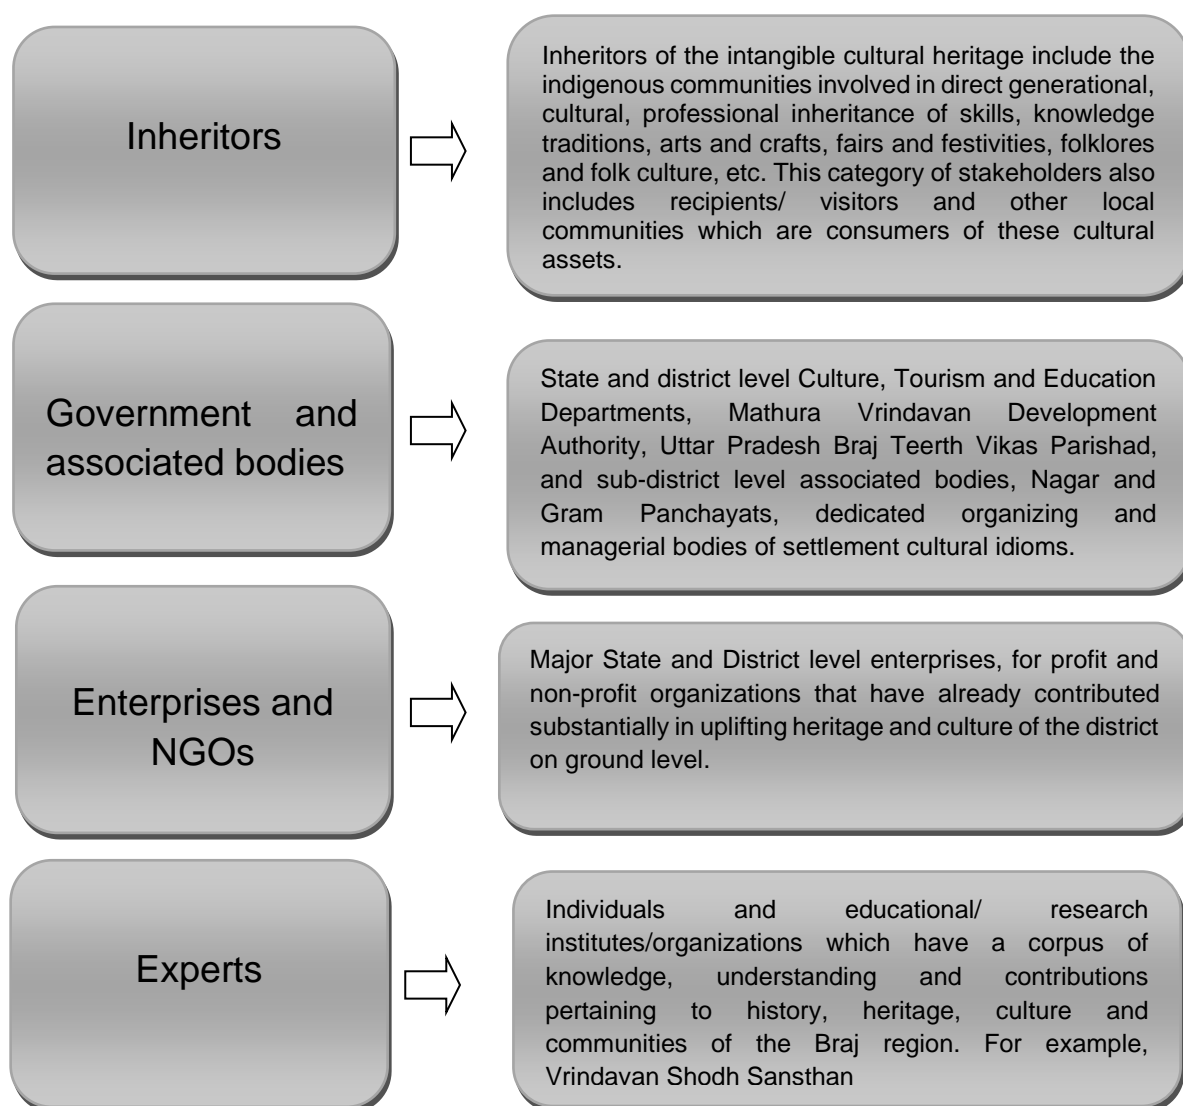 Inheritors
Inheritors of the intangible cultural heritage include the
indigenous communities involved in direct generational,
cultural, professional inheritance of skills, knowledge
traditions, arts and crafts, fairs and festivities, folklores
and folk culture, etc. This category of stakeholders also
includes recipients/ visitors and other local
communities which are consumers of these cultural
assets.
Government and
associated bodies
State and district level Culture, Tourism and Education
Departments, Mathura Vrindavan Development
Authority, Uttar Pradesh Braj Teerth Vikas Parishad,
and sub-district level associated bodies, Nagar and
Gram Panchayats, dedicated organizing and
managerial bodies of settlement cultural idioms.
Enterprises and
NGOs
Major State and District level enterprises, for profit and
non-profit organizations that have already contributed
substantially in uplifting heritage and culture of the district
on ground level.
Experts
Individuals and educational/ research
institutes/organizations which have a corpus of
knowledge, understanding and contributions
pertaining to history, heritage, culture and
communities of the Braj region. For example,
Vrindavan Shodh Sansthan